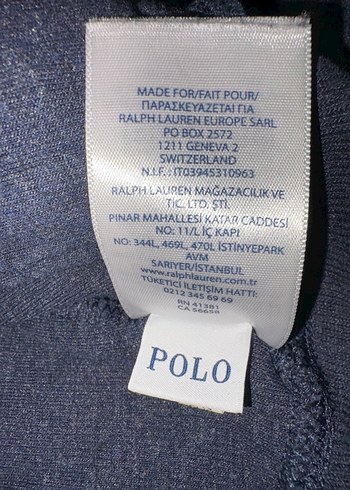 MADE FOR/FAIT POUR/
ΠΑΡΑΣΚΕΥΑΖΕΤΑΙ ΓΙΑ
RALPH LAUREN EUROPE SARL
PO BOX 2572
1211 GENEVA 2
SWITZERLAND
N.I.F.: IT03945310963
RALPH LAUREN MAĞAZACILIK VE
TİC. LTD. ŞTİ.
PINAR MAHALLESİ KATAR CADDESİ
NO: 11/L İÇ KAPI
NO: 344L, 469L, 470L İSTİNYEPARK
AVM
SARIYER/İSTANBUL
www.ralphlauren.com
TÜKETİCİ İLETİŞİM HATTI:
0212 345 69 69
RN 41381
CA 56658
POLO